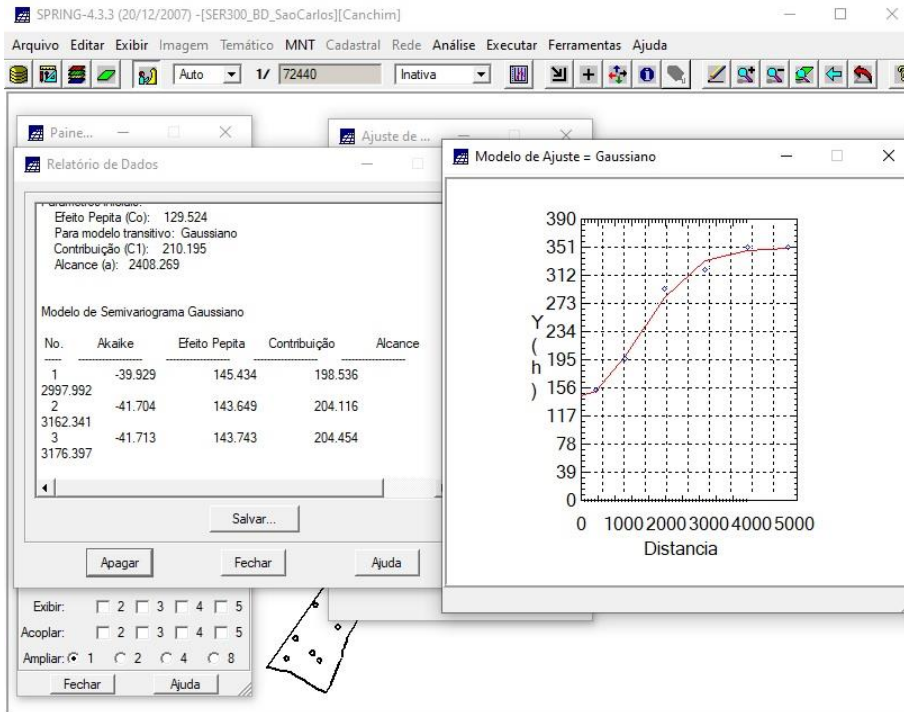 SPRING-4.3.3 (20/12/2007) -[SER300_BD_SaoCarlos][Canchim]
Arquivo Editar Exibir Imagem Temático MNT Cadastral Rede Análise Executar Ferramentas Ajuda
Auto 1/ 72440 Inativa
Paine...
Ajuste de ...
Relatório de Dados
Parâmetros Iniciais:
Efeito Pepita (Co): 129.524
Para modelo transitivo: Gaussiano
Contribuição (C1): 210.195
Alcance (a): 2408.269
Modelo de Semivariograma Gaussiano
No. Akaike Efeito Pepita Contribuição Alcance
----- -------------------- -------------------- -------------------- --------------------
1 -39.929 145.434 198.536
2997.992
2 -41.704 143.649 204.116
3162.341
3 -41.713 143.743 204.454
3176.397
Salvar...
Apagar Fechar Ajuda
Exibir: 2 3 4 5
Acoplar: 2 3 4 5
Ampliar: 1 2 4 8
Fechar Ajuda
Modelo de Ajuste = Gaussiano
390
351
312
273
234
195
156
117
78
39
0
Y
(
h
)
0 1000 2000 3000 4000 5000
Distancia